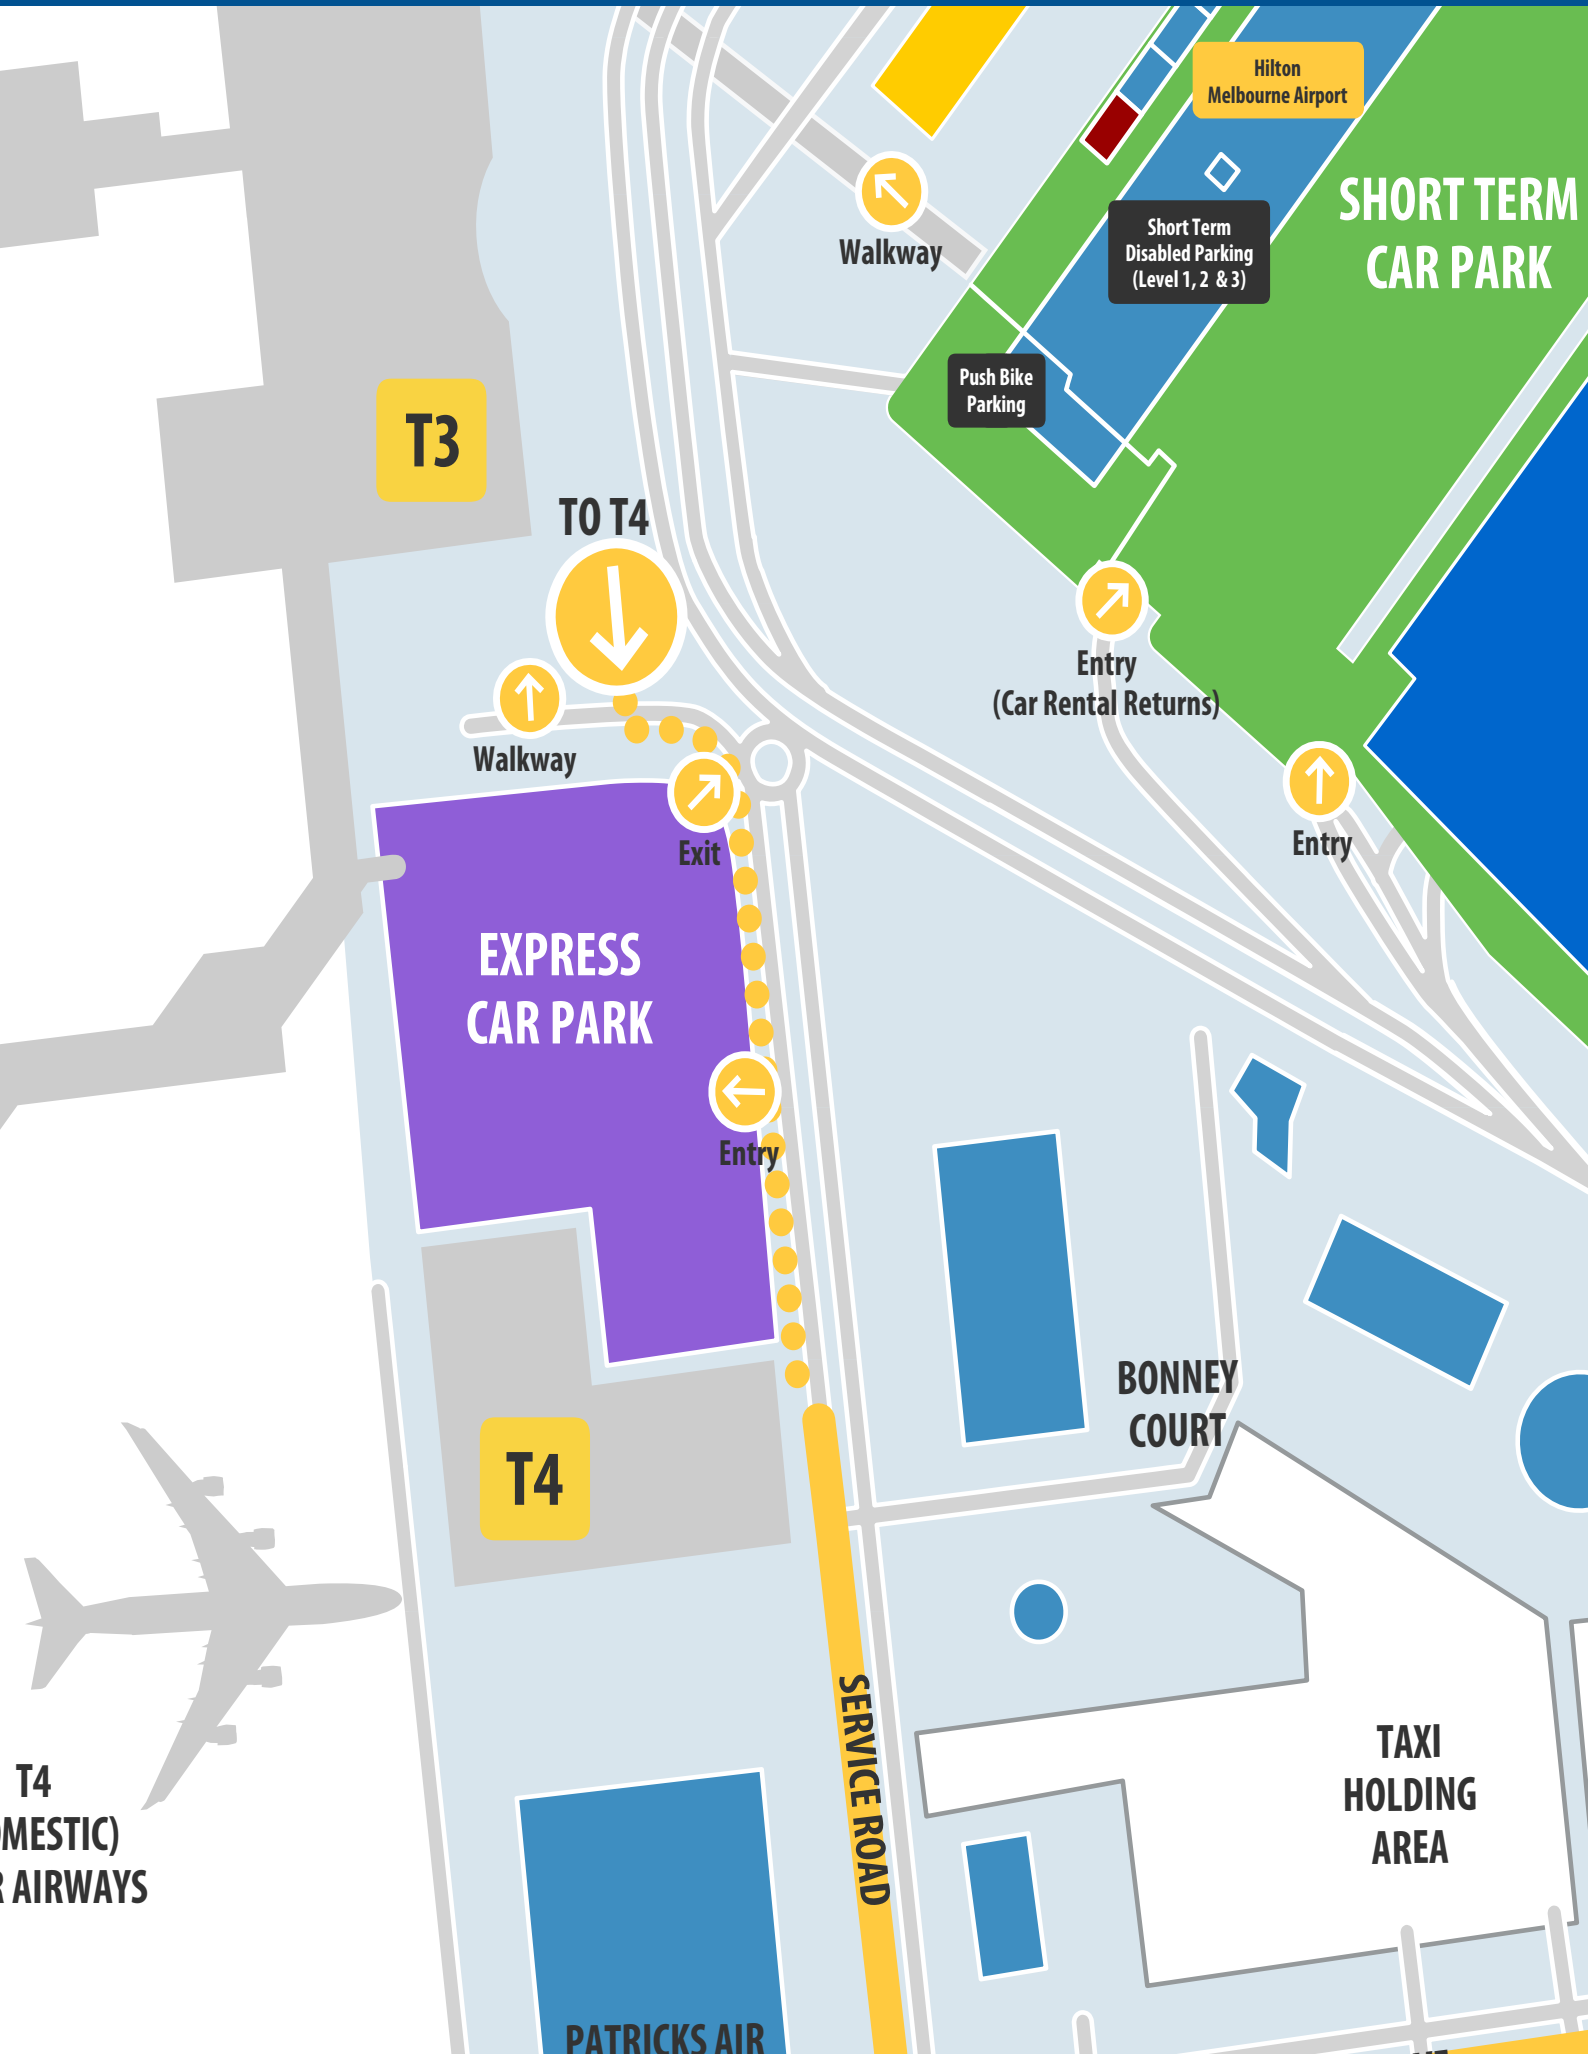 Hilton
Melbourne Airport
SHORT TERM
CAR PARK
Short Term
Disabled Parking
(Level 1, 2 & 3)
Walkway
Push Bike
Parking
T3
TO T4
Entry
(Car Rental Returns)
Walkway
Entry
Exit
EXPRESS
CAR PARK
Entry
BONNEY
COURT
T4
SERVICE ROAD
TAXI
HOLDING
AREA
T4
OMESTIC)
R AIRWAYS
PATRICKS AIR